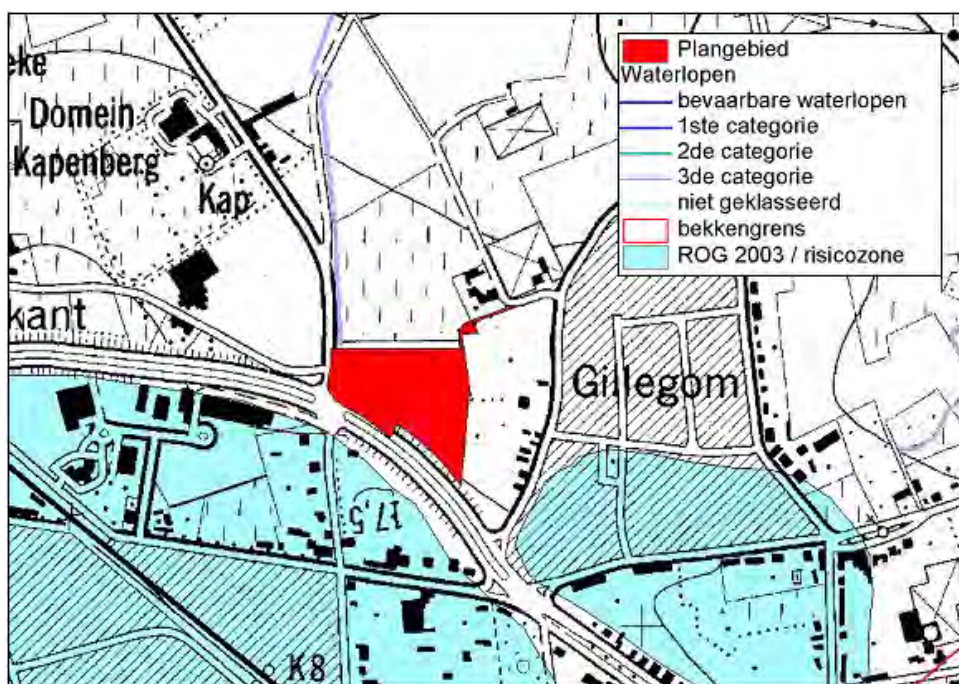 eke
Domein
Kapenberg
Kap
kant
Gillegom
17,5
K8
Plangebied
Waterlopen
bevaarbare waterlopen
1ste categorie
2de categorie
3de categorie
niet geklasseerd
bekkengrens
ROG 2003 / risicozone